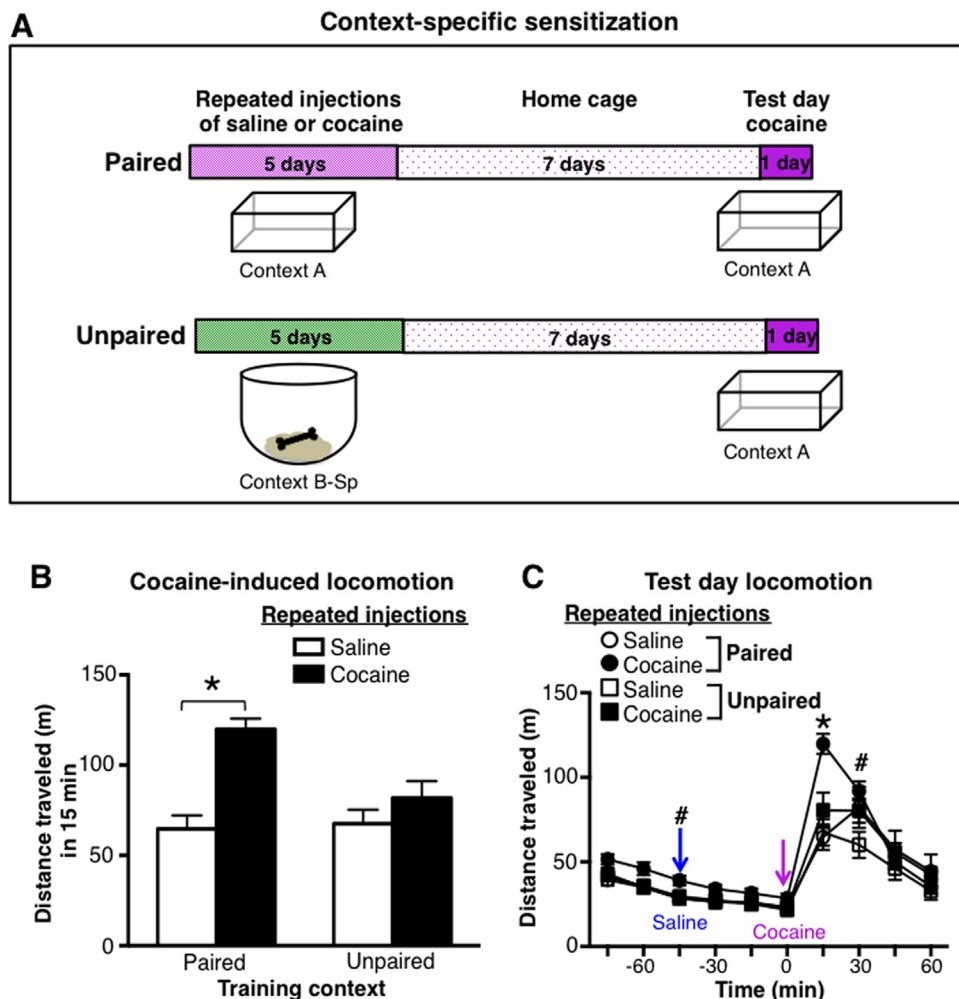 A
Context-specific sensitization
Repeated injections
of saline or cocaine
Home cage
Test day
cocaine
Paired
5 days
7 days
1 day
Context A
Context A
Unpaired
5 days
7 days
1 day
Context B-Sp
Context A
B
Cocaine-induced locomotion
Repeated injections
Saline
Cocaine
Distance traveled (m)
in 15 min
150
100
50
0
*
Paired
Unpaired
Training context
C
Test day locomotion
Repeated injections
Saline
Cocaine
Paired
Saline
Cocaine
Unpaired
Distance traveled (m)
150
100
50
0
#
*
#
Saline
Cocaine
-60
-30
0
30
60
Time (min)